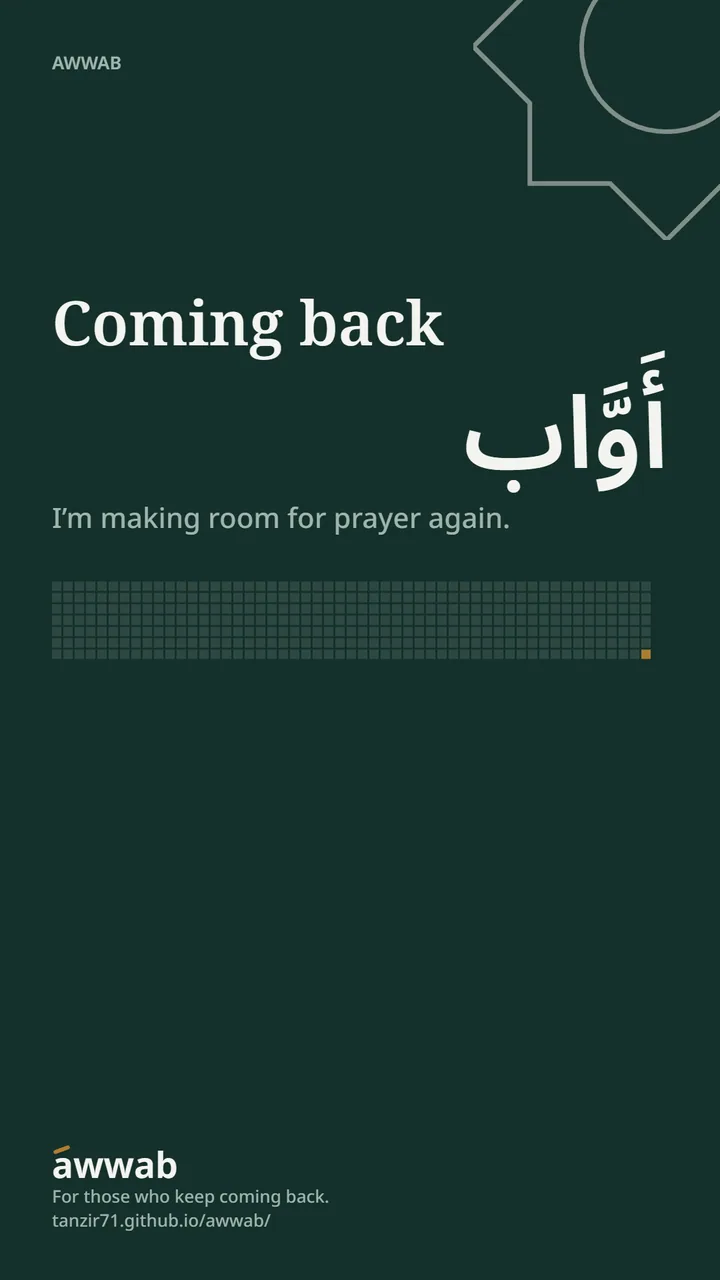 AWWAB
Coming back
أَوَّاب
I’m making room for prayer again.
awwab
For those who keep coming back.
tanzir71.github.io/awwab/